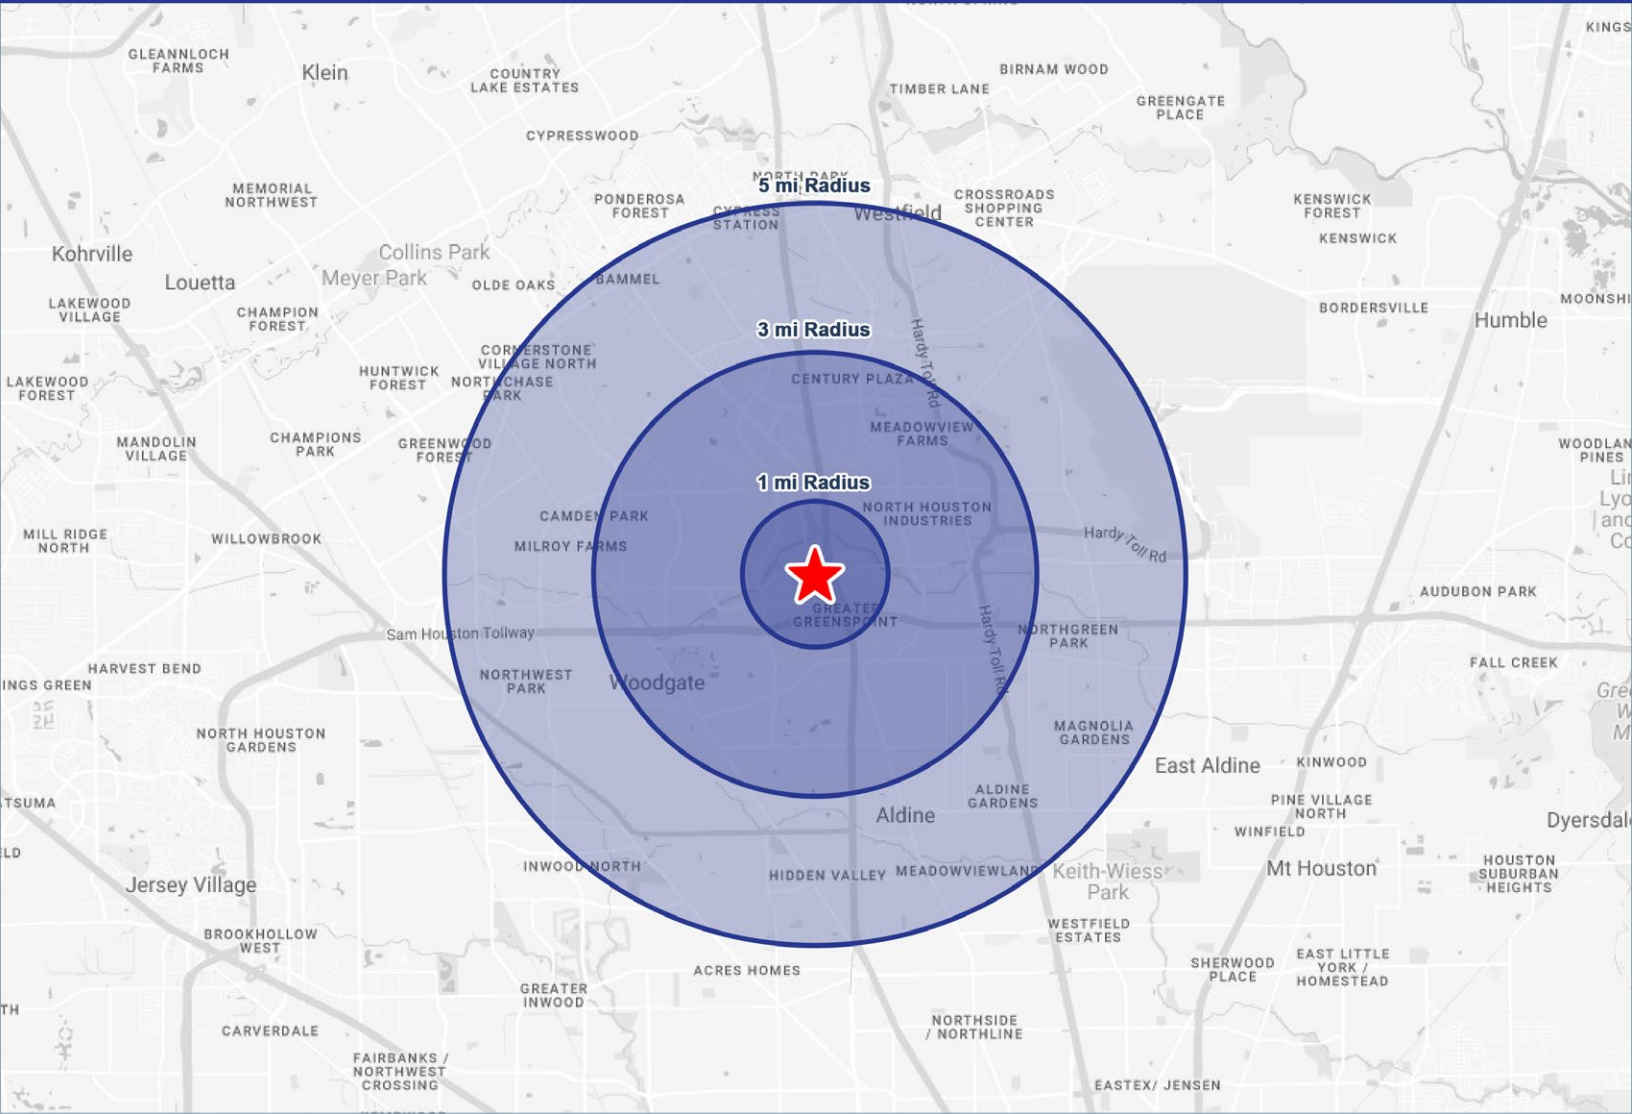 GLEANNLOCH
FARMS
Klein
COUNTRY
LAKE ESTATES
TIMBER LANE
BIRNAM WOOD
GREENGATE
PLACE
CYPRESSWOOD
MEMORIAL
NORTHWEST
PONDEROSA
FOREST
NORTH PARK
5 mi Radius
CYPRESS
STATION
Westfield
CROSSROADS
SHOPPING
CENTER
KENSWICK
FOREST
KENSWICK
Kohrville
Collins Park
Louetta
Meyer Park
OLDE OAKS
BAMMEL
LAKEWOOD
VILLAGE
CHAMPION
FOREST
BORDERSVILLE
Humble
3 mi Radius
Hardy Toll Rd
CORNERSTONE
VILLAGE NORTH
HUNTWICK
FOREST
NORTHCHASE
PARK
LAKEWOOD
FOREST
CENTURY PLAZA
MEADOWVIEW
FARMS
MANDOLIN
VILLAGE
CHAMPIONS
PARK
GREENWOOD
FOREST
PINES
1 mi Radius
CAMDEN PARK
NORTH HOUSTON
INDUSTRIES
MILL RIDGE
NORTH
WILLOWBROOK
MILROY FARMS
Hardy Toll Rd
AUDUBON PARK
GREATER
GREENSPOINT
Sam Houston Tollway
Hardy Toll Rd
NORTHGREEN
PARK
HARVEST BEND
INGS GREEN
NORTHWEST
PARK
Woodgate
FALL CREEK
NORTH HOUSTON
GARDENS
MAGNOLIA
GARDENS
East Aldine
KINWOOD
ALDINE
GARDENS
PINE VILLAGE
NORTH
ATSUMA
Aldine
WINFIELD
Dyersdal
ELD
INWOOD NORTH
HIDDEN VALLEY
MEADOWVIEWLAND
Keith-Wiess
Park
Mt Houston
HOUSTON
SUBURBAN
HEIGHTS
Jersey Village
BROOKHOLLOW
WEST
WESTFIELD
ESTATES
ACRES HOMES
SHERWOOD
PLACE
EAST LITTLE
YORK /
HOMESTEAD
GREATER
INWOOD
TH
CARVERDALE
NORTHSIDE
/ NORTHLINE
FAIRBANKS /
NORTHWEST
CROSSING
EASTEX/ JENSEN